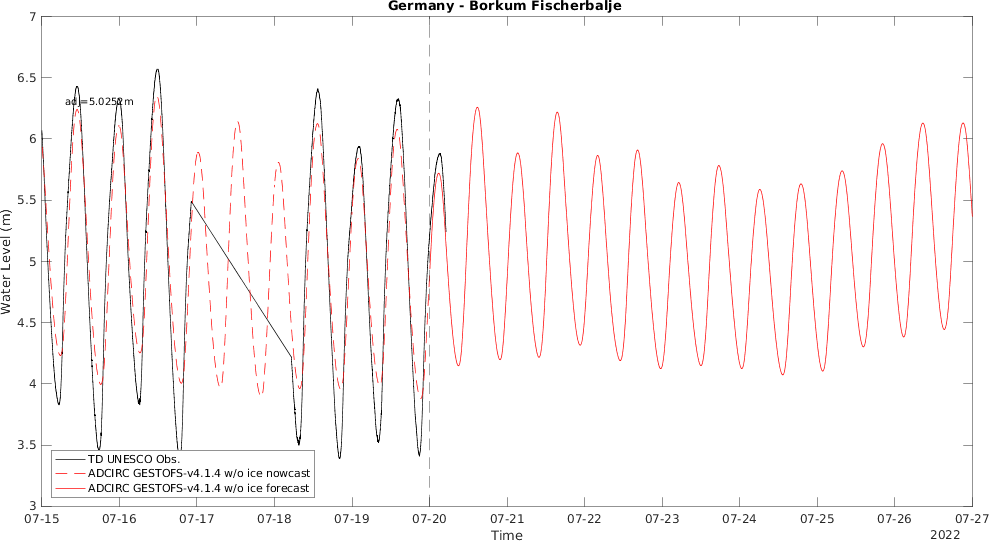 Germany - Borkum Fischerbalje
7
6.5
6
5.5
5
4.5
4
3.5
3
Water Level (m)
adj=5.0252m
TD UNESCO Obs.
ADCIRC GESTOFS-v4.1.4 w/o ice nowcast
ADCIRC GESTOFS-v4.1.4 w/o ice forecast
07-15 07-16 07-17 07-18 07-19 07-20 07-21 07-22 07-23 07-24 07-25 07-26 07-27
Time
2022